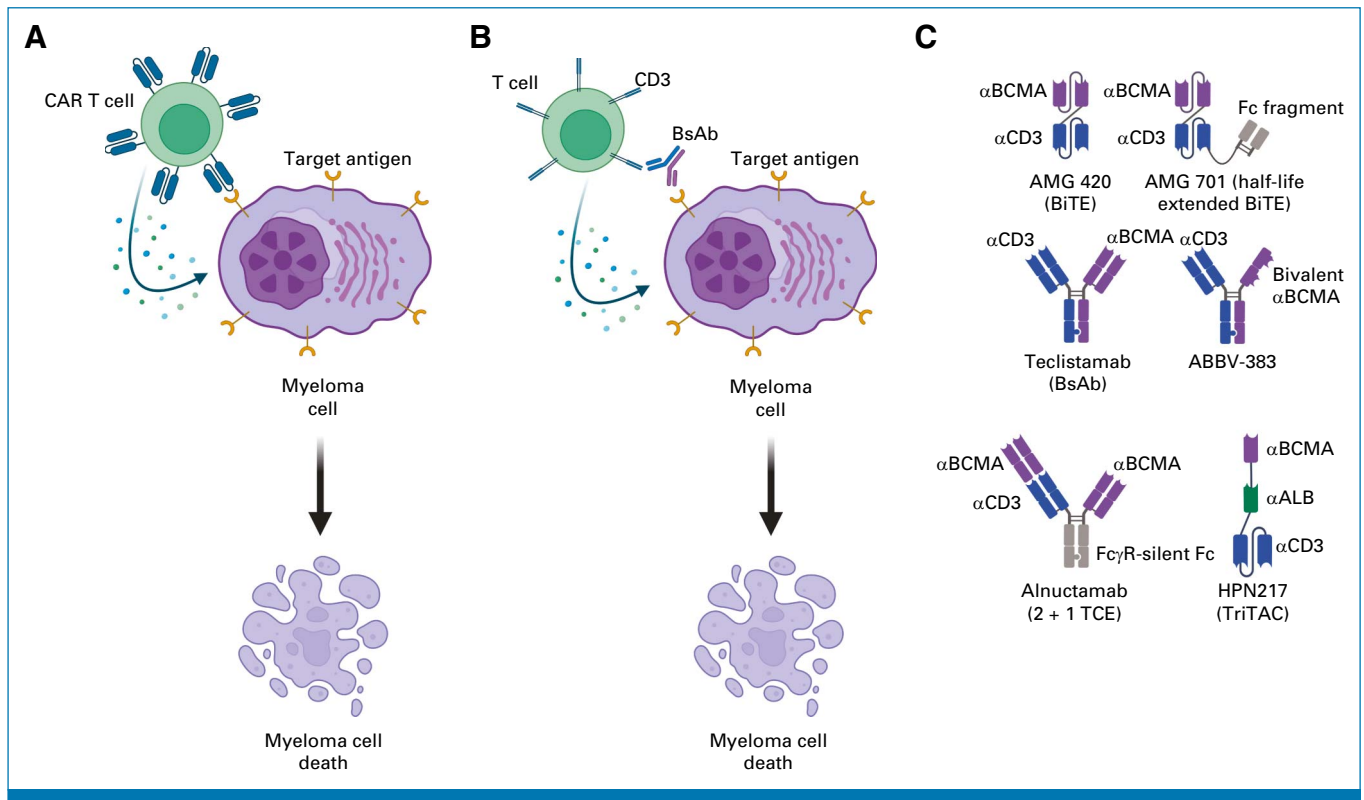 A
CAR T cell
Target antigen
Myeloma
cell
Myeloma cell
death
B
T cell
CD3
BsAb
Target antigen
Myeloma
cell
Myeloma cell
death
C
αBCMA
αCD3
AMG 420
(BiTE)
αBCMA
αCD3
Fc fragment
AMG 701 (half-life
extended BiTE)
αCD3
αBCMA
Teclistamab
(BsAb)
αCD3
Bivalent
αBCMA
ABBV-383
αBCMA
αCD3
αBCMA
FcγR-silent Fc
Alnuctamab
(2 + 1 TCE)
αBCMA
αALB
αCD3
HPN217
(TriTAC)